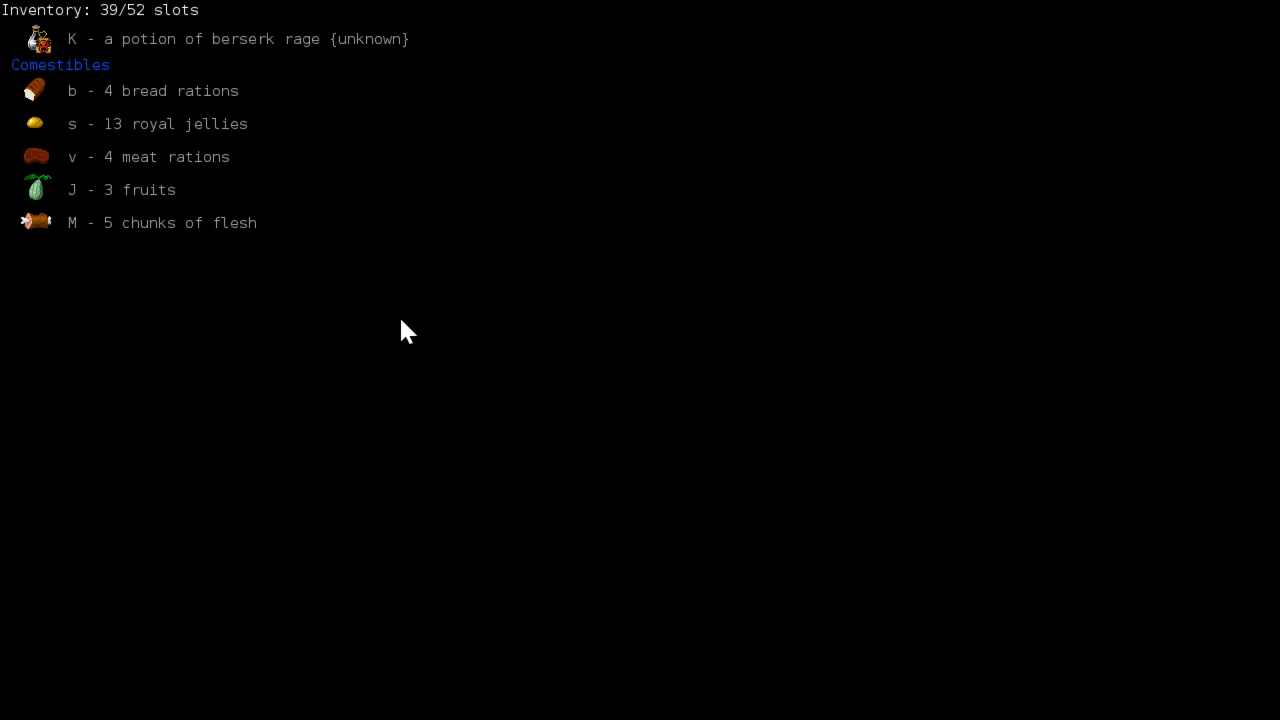 Inventory: 39/52 slots
K - a potion of berserk rage {unknown}
Comestibles
b - 4 bread rations
s - 13 royal jellies
v - 4 meat rations
J - 3 fruits
M - 5 chunks of flesh